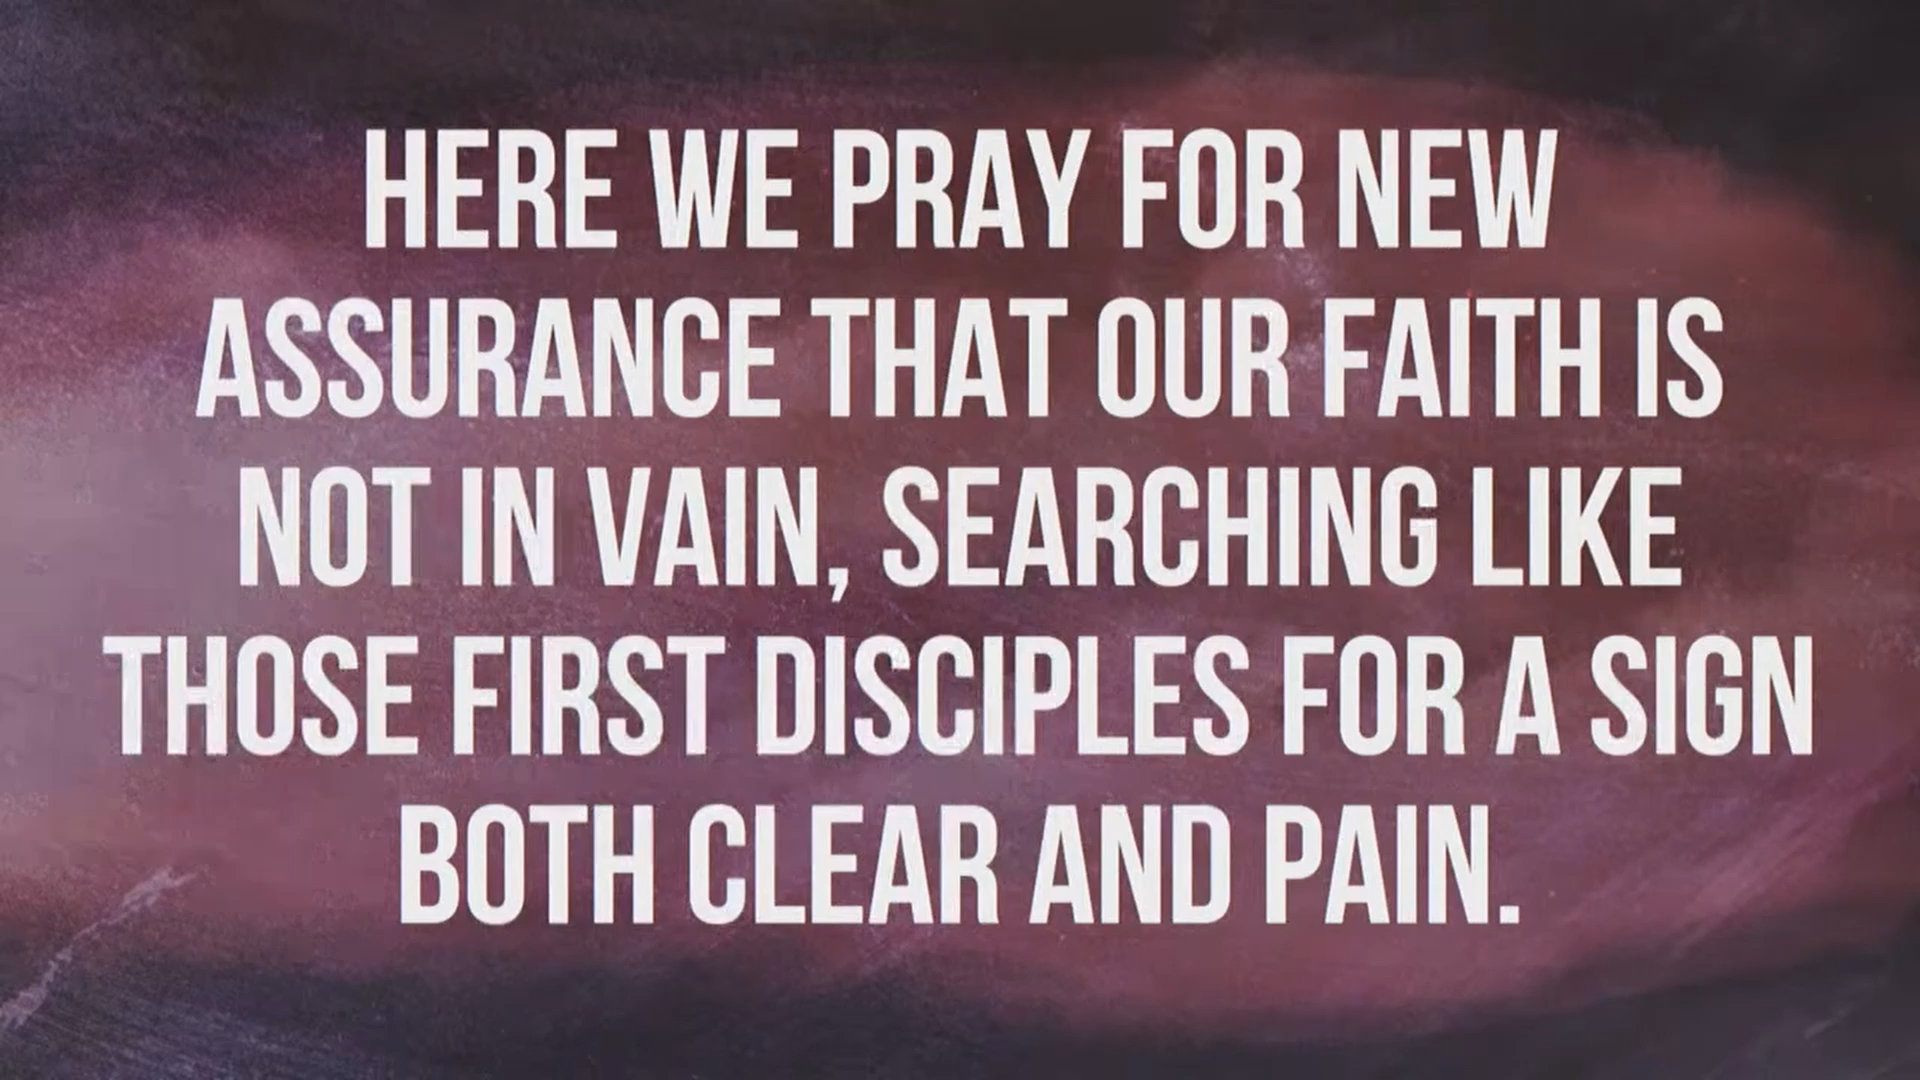 HERE WE PRAY FOR NEW
ASSURANCE THAT OUR FAITH IS
NOT IN VAIN, SEARCHING LIKE
THOSE FIRST DISCIPLES FOR A SIGN
BOTH CLEAR AND PAIN.